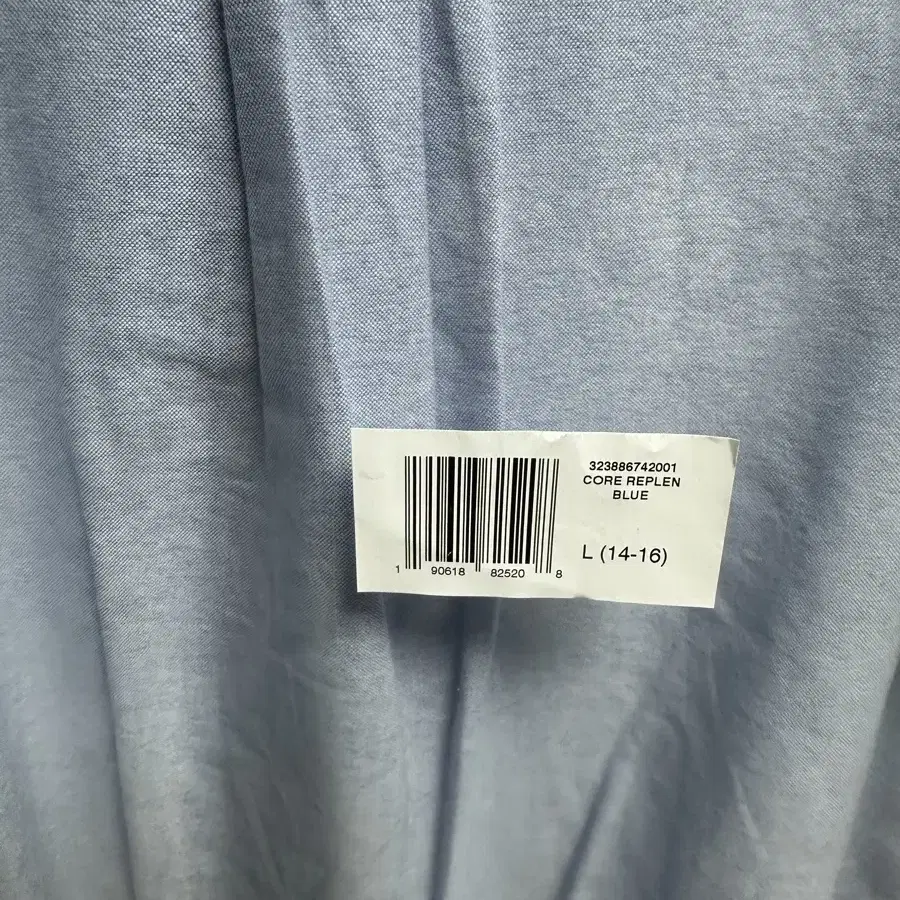 323886742001
CORE REPLEN
BLUE
L (14-16)
1 90618 82520 8